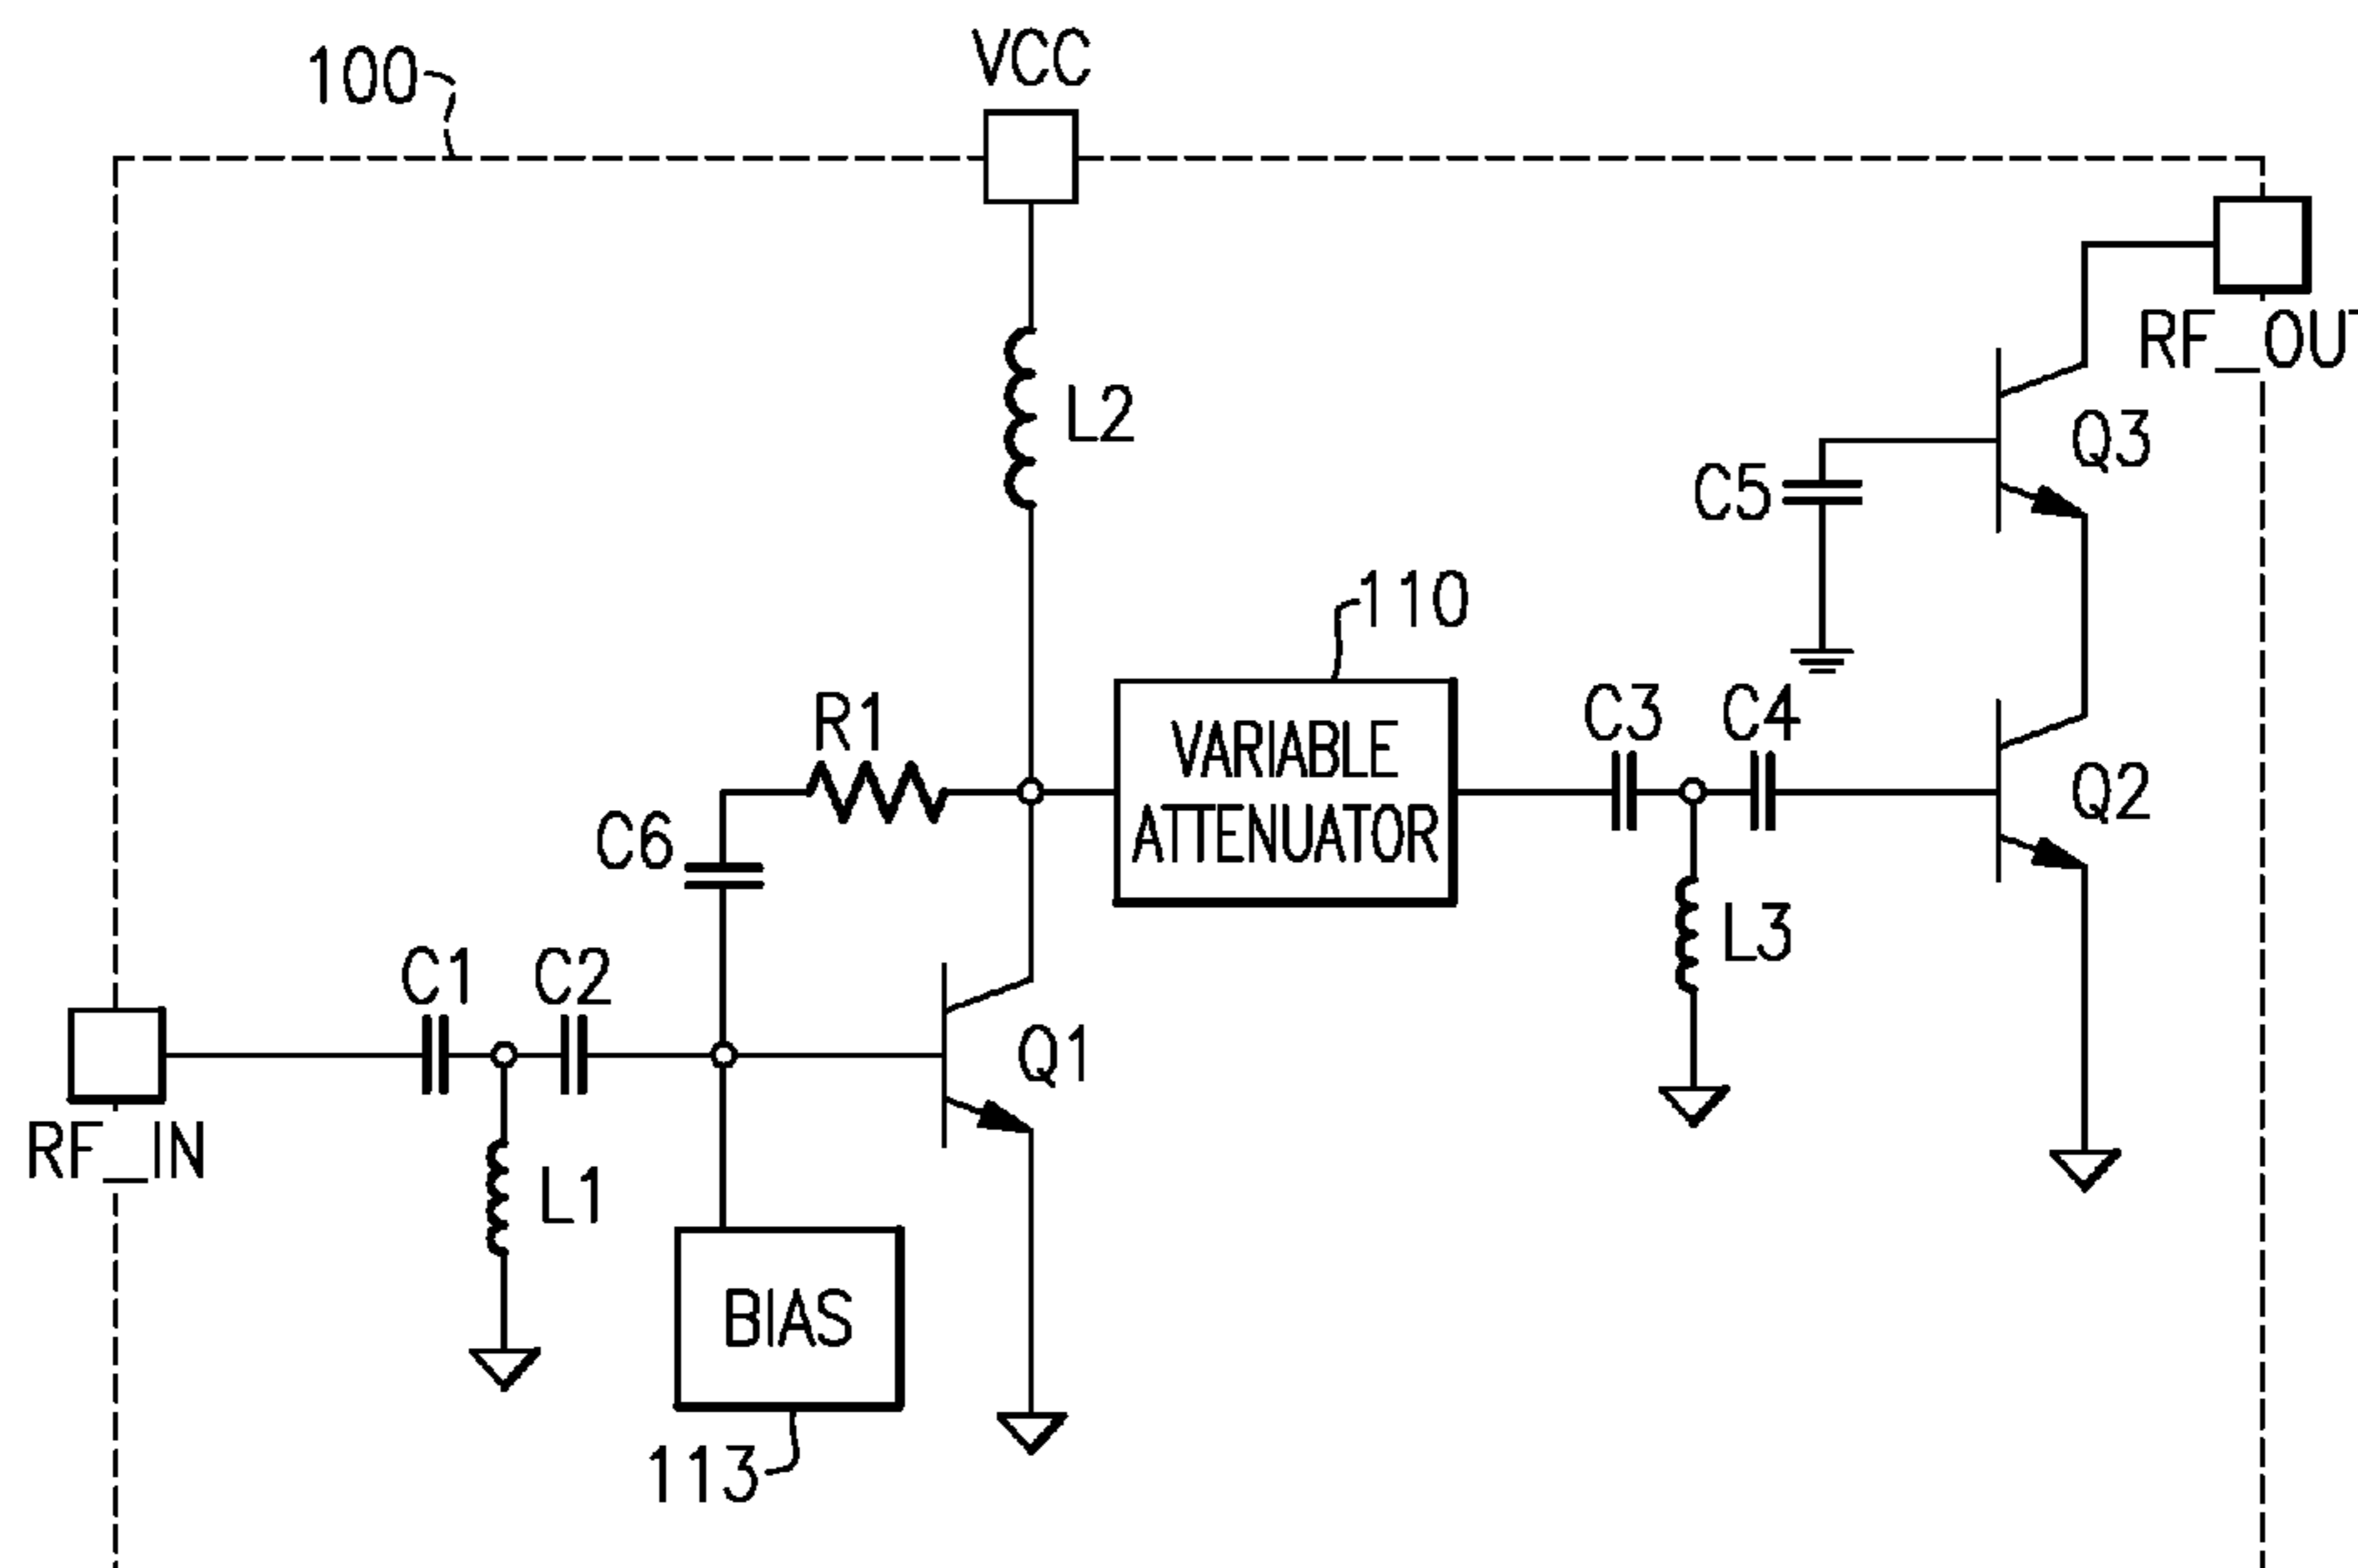 100
VCC
RF_OUT
L2
Q3
C5
110
R1
C3
C4
VARIABLE
ATTENUATOR
Q2
C6
L3
C1
C2
Q1
RF_IN
L1
BIAS
113